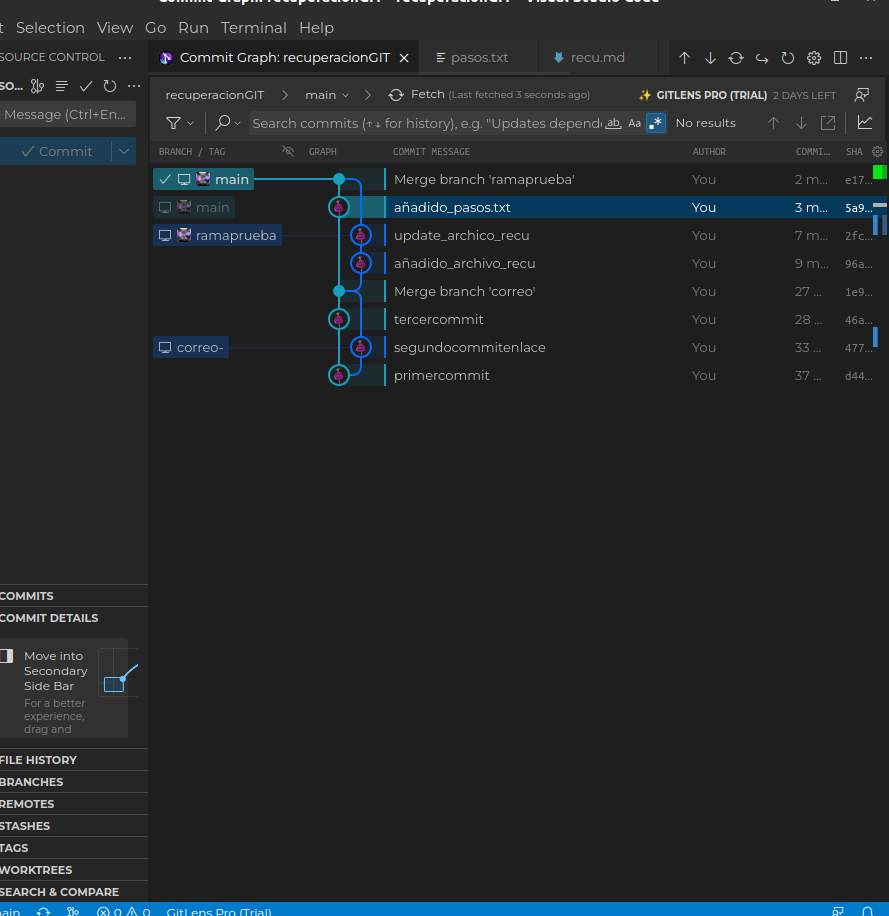 Selection View Go Run Terminal Help
SOURCE CONTROL
Commit Graph: recuperacionGIT
pasos.txt
recu.md
SO...
Message (Ctrl+En...
Commit
recuperacionGIT
main
Fetch (Last fetched 3 seconds ago)
GITLENS PRO (TRIAL) 2 DAYS LEFT
Search commits (↑↓ for history), e.g. "Updates depend
ab
Aa
.*
No results
BRANCH / TAG GRAPH COMMIT MESSAGE AUTHOR COMMI... SHA
main Merge branch 'ramaprueba' You 2 m... e17...
main añadido_pasos.txt You 3 m... 5a9...
ramaprueba update_archico_recu You 7 m... 2fc...
añadido_archivo_recu You 9 m... 96a...
Merge branch 'correo' You 27 ... 1e9...
tercercommit You 28 ... 46a...
correo- segundocommitenlace You 33 ... 477...
primercommit You 37 ... d44...
COMMITS
COMMIT DETAILS
Move into
Secondary
Side Bar
For a better
experience,
drag and
FILE HISTORY
BRANCHES
REMOTES
STASHES
TAGS
WORKTREES
SEARCH & COMPARE
0 0 GitLens Pro (Trial)